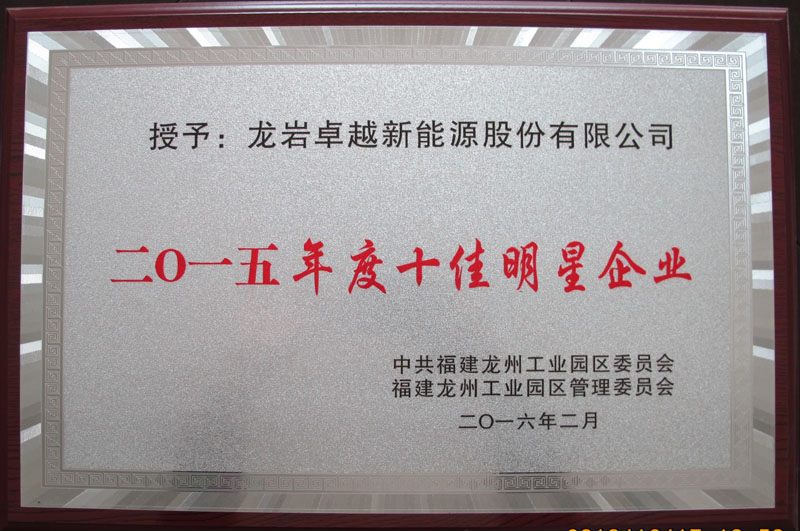 授予：龙岩卓越新能源股份有限公司
二O一五年度十佳明星企业
中共福建龙州工业园区委员会
福建龙州工业园区管理委员会
二O一六年二月